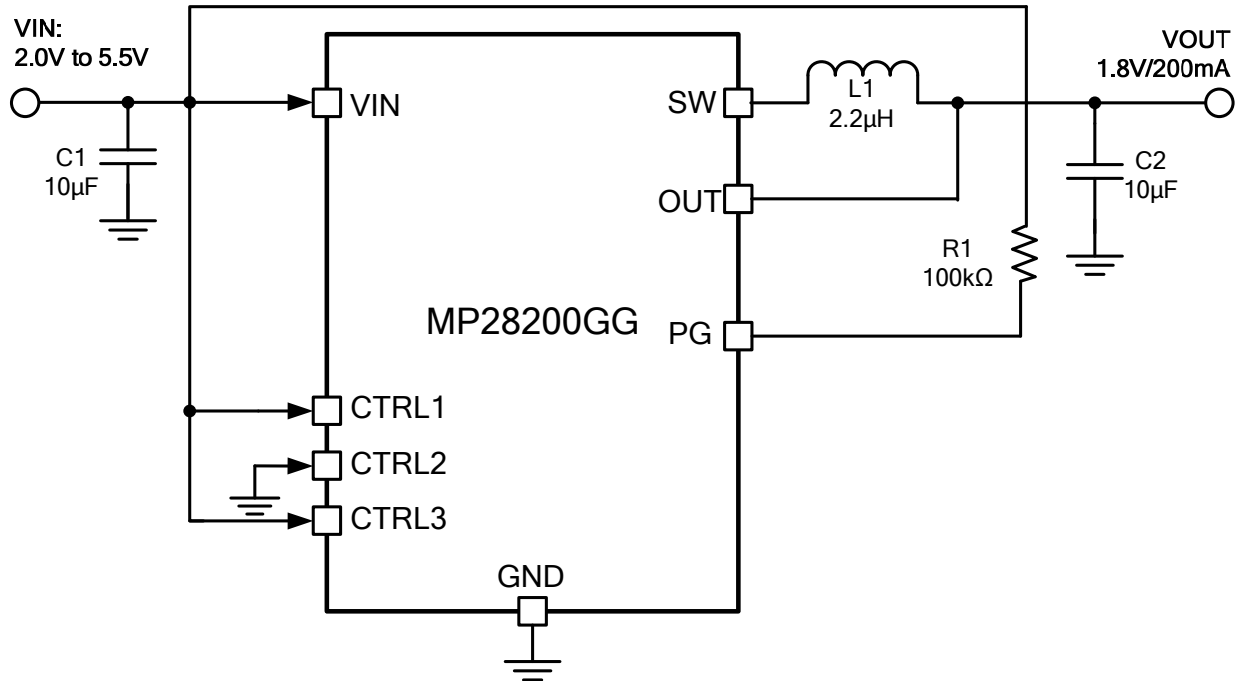 VIN:
2.0V to 5.5V
VOUT
1.8V/200mA
VIN
SW
L1
2.2µH
C1
10µF
C2
10µF
OUT
R1
100kΩ
MP28200GG
PG
CTRL1
CTRL2
CTRL3
GND